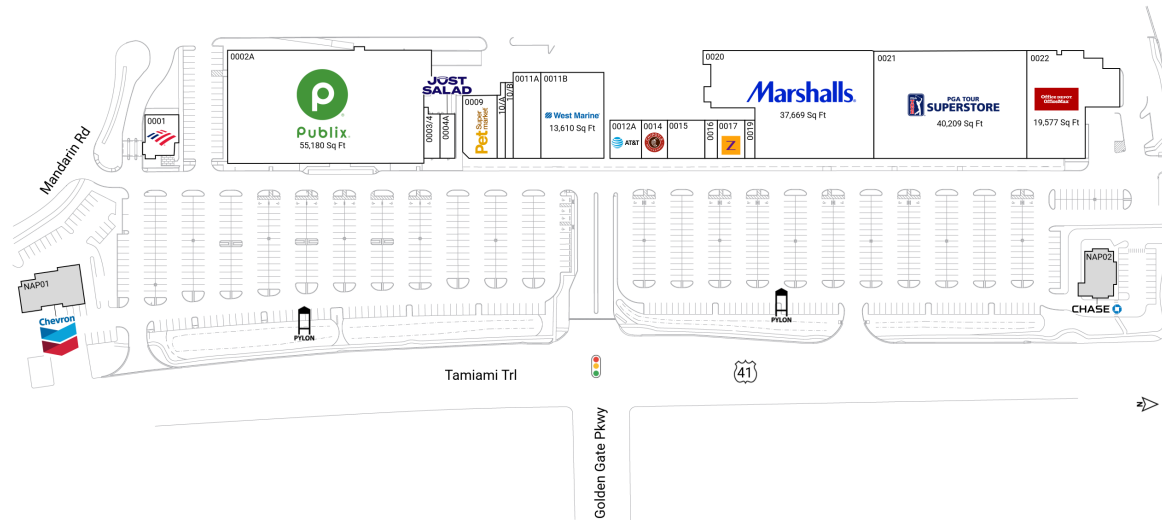 0002A
Publix
55,180 Sq Ft
0001
Mandarin Rd
JUST
SALAD
0003/4
0004A
0009
Pet Super
market
10/A
10/B
0011A
0011B
West Marine
13,610 Sq Ft
0012A
AT&T
0014
0015
0016
0017
Z
0019
0020
Marshalls.
37,669 Sq Ft
0021
PGA TOUR
SUPERSTORE
40,209 Sq Ft
0022
Office DEPOT
OfficeMax
19,577 Sq Ft
NAP01
Chevron
PYLON
PYLON
NAP02
CHASE
Tamiami Trl
41
Golden Gate Pkwy
N